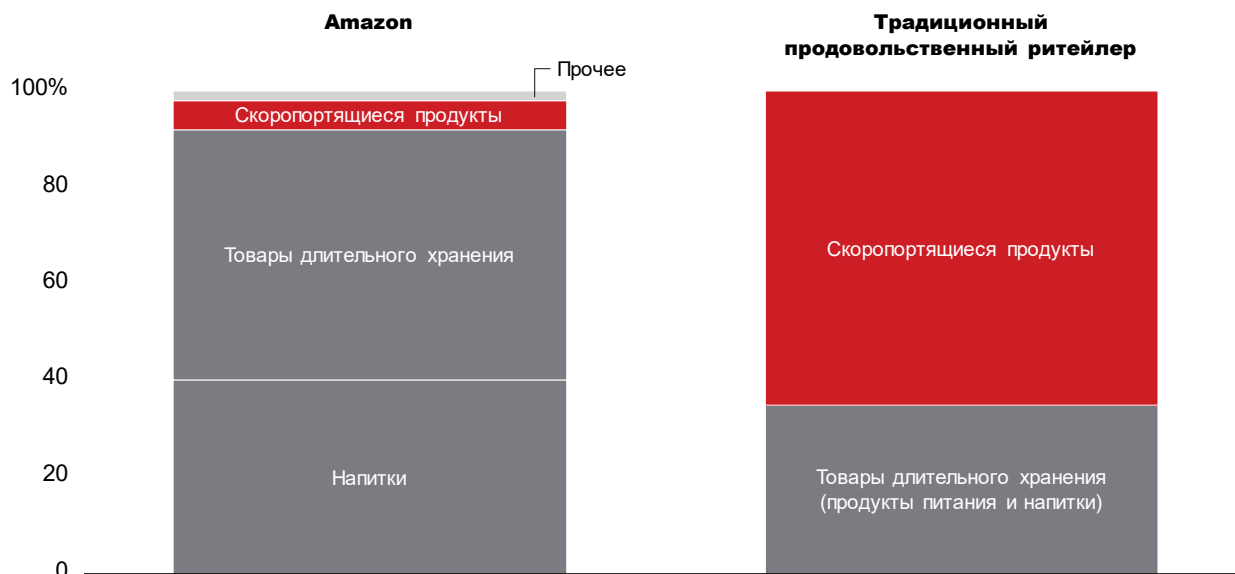 Amazon
Традиционный
продовольственный ритейлер
Прочее
100%
Скоропортящиеся продукты
80
Товары длительного хранения
Скоропортящиеся продукты
60
40
20
Напитки
Товары длительного хранения
(продукты питания и напитки)
0